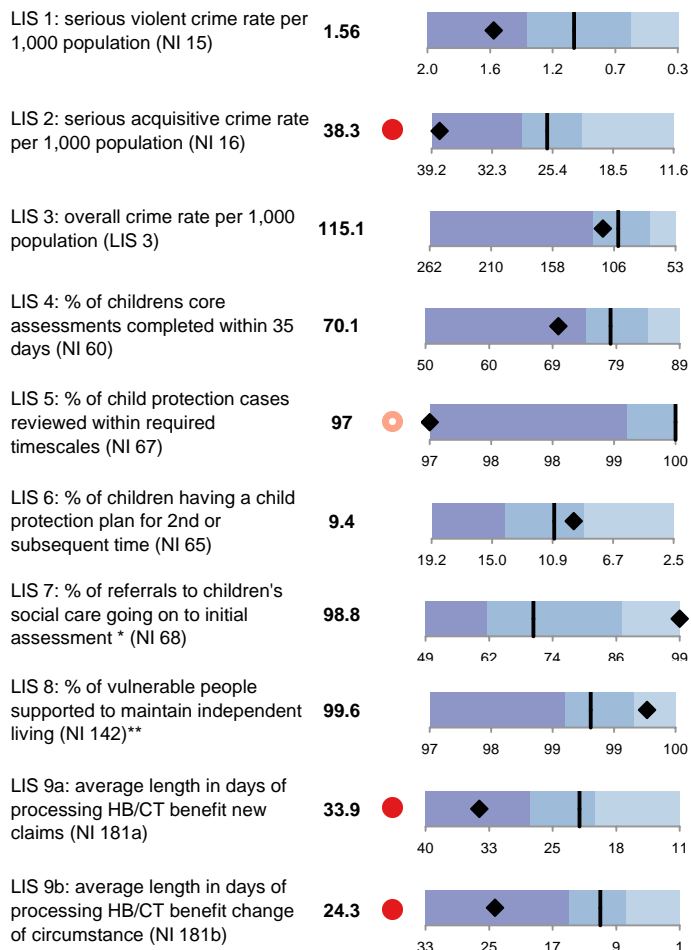 LIS 1: serious violent crime rate per
1,000 population (NI 15)
1.56
2.0 1.6 1.2 0.7 0.3
LIS 2: serious acquisitive crime rate
per 1,000 population (NI 16)
38.3
39.2 32.3 25.4 18.5 11.6
LIS 3: overall crime rate per 1,000
population (LIS 3)
115.1
262 210 158 106 53
LIS 4: % of childrens core
assessments completed within 35
days (NI 60)
70.1
50 60 69 79 89
LIS 5: % of child protection cases
reviewed within required
timescales (NI 67)
97
97 98 98 99 100
LIS 6: % of children having a child
protection plan for 2nd or
subsequent time (NI 65)
9.4
19.2 15.0 10.9 6.7 2.5
LIS 7: % of referrals to children's
social care going on to initial
assessment * (NI 68)
98.8
49 62 74 86 99
LIS 8: % of vulnerable people
supported to maintain independent
living (NI 142)**
99.6
97 98 99 99 100
LIS 9a: average length in days of
processing HB/CT benefit new
claims (NI 181a)
33.9
40 33 25 18 11
LIS 9b: average length in days of
processing HB/CT benefit change
of circumstance (NI 181b)
24.3
33 25 17 9 1